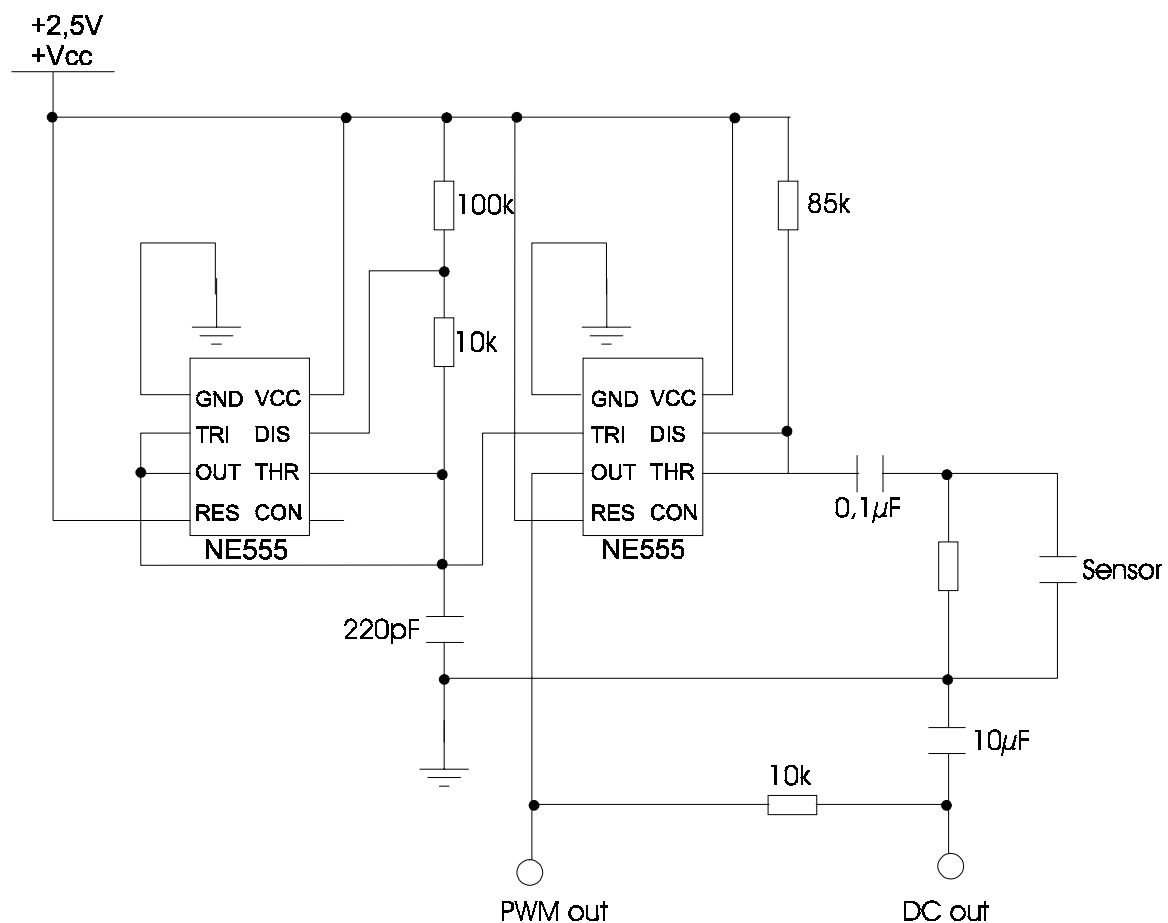 +2,5V
+Vcc
100k
85k
10k
GND VCC
TRI DIS
OUT THR
RES CON
NE555
GND VCC
TRI DIS
OUT THR
RES CON
NE555
0,1µF
Sensor
220pF
10µF
10k
PWM out
DC out